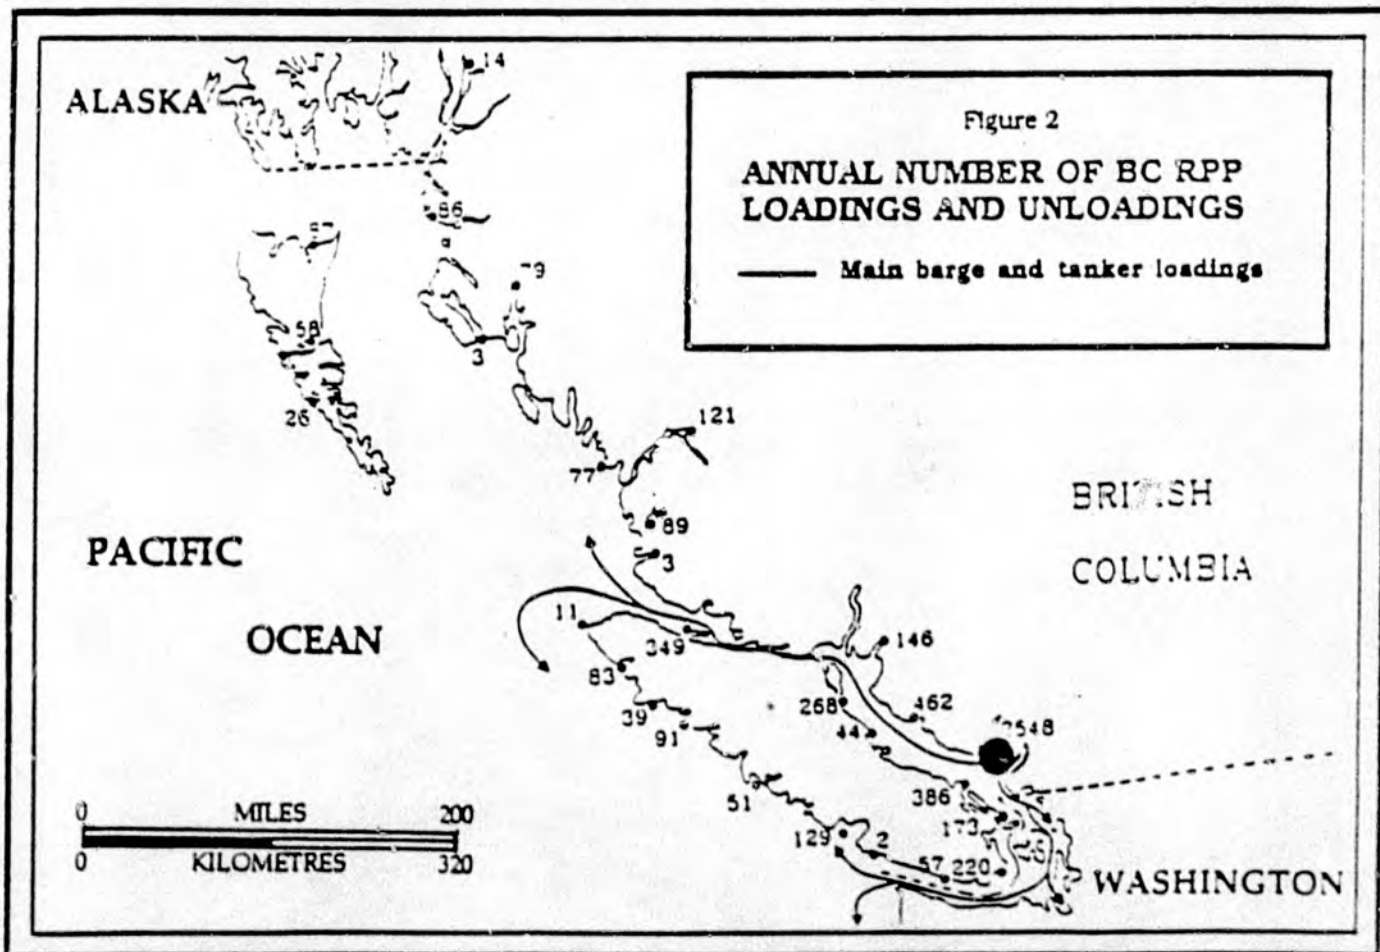 ALASKA
14
Figure 2
ANNUAL NUMBER OF BC RPP
LOADINGS AND UNLOADINGS
Main barge and tanker loadings
86
79
58
3
26
121
77
89
3
BRITISH
COLUMBIA
PACIFIC
OCEAN
11
349
146
83
268
462
39
44
91
51
386
173
129
2
57
220
0 MILES 200
0 KILOMETRES 320
WASHINGTON